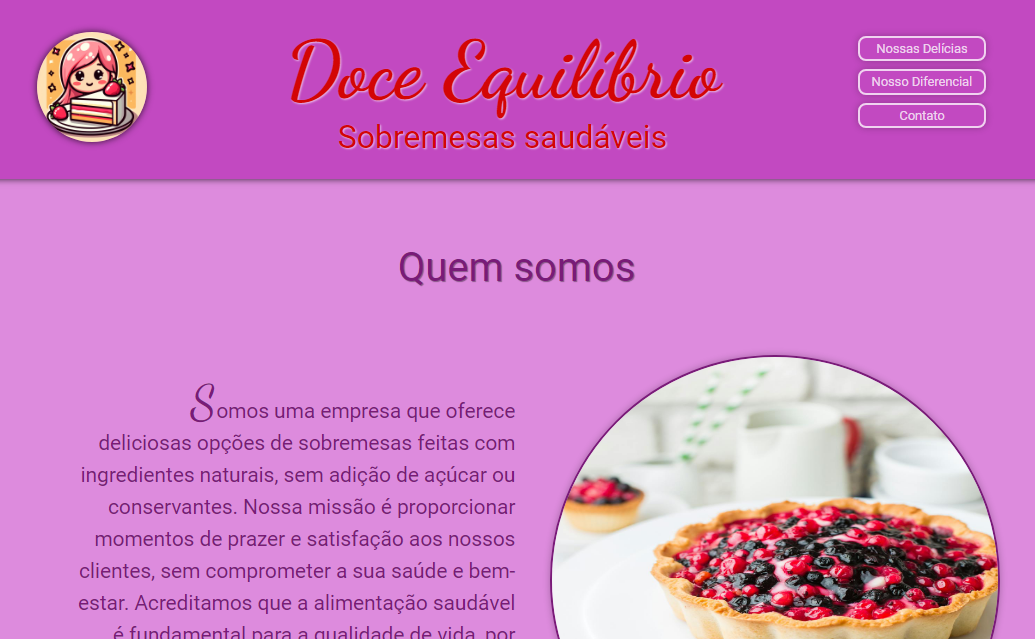 Doce Equilíbrio
Sobremesas saudáveis
Nossas Delícias
Nosso Diferencial
Contato
Quem somos
Somos uma empresa que oferece
deliciosas opções de sobremesas feitas com
ingredientes naturais, sem adição de açúcar ou
conservantes. Nossa missão é proporcionar
momentos de prazer e satisfação aos nossos
clientes, sem comprometer a sua saúde e bem-
estar. Acreditamos que a alimentação saudável
é fundamental para a qualidade de vida, por